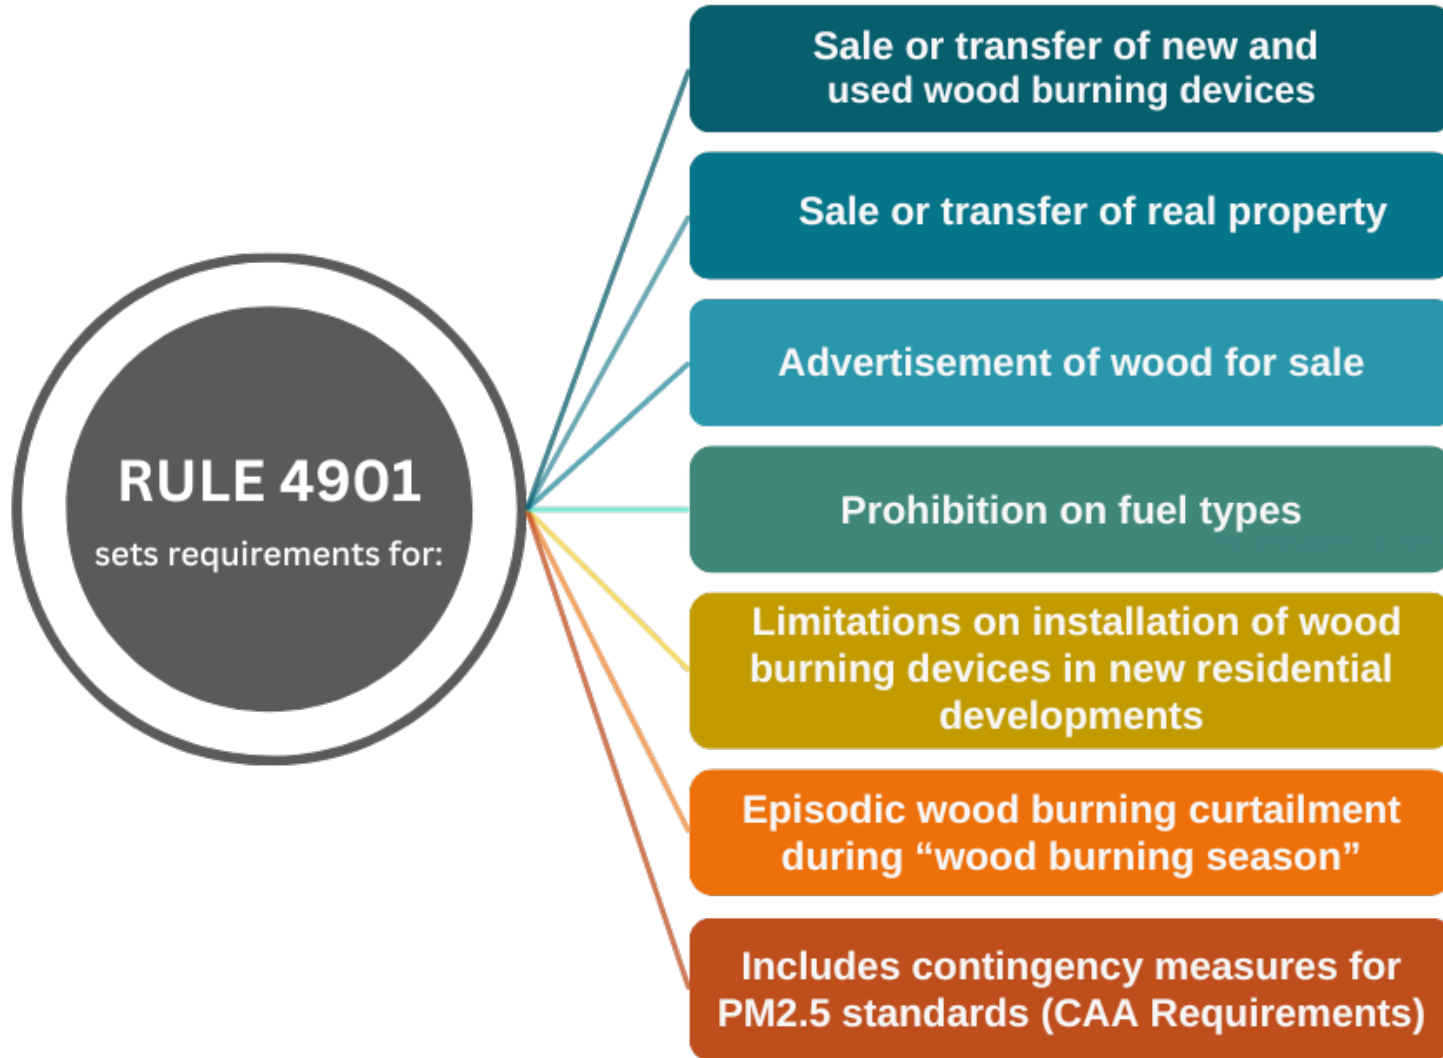 RULE 4901
sets requirements for:
Sale or transfer of new and
used wood burning devices
Sale or transfer of real property
Advertisement of wood for sale
Prohibition on fuel types
Limitations on installation of wood
burning devices in new residential
developments
Episodic wood burning curtailment
during “wood burning season”
Includes contingency measures for
PM2.5 standards (CAA Requirements)